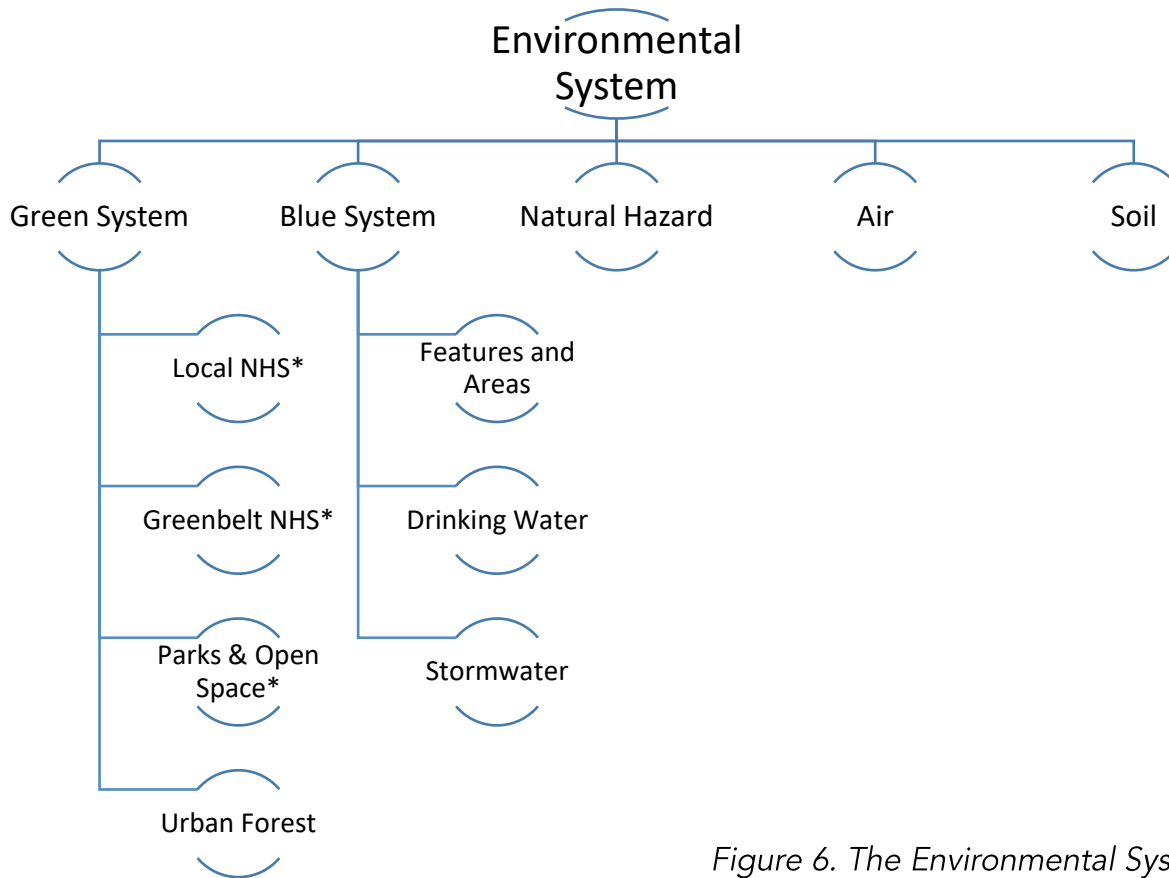 Environmental
System
Green System
Blue System
Natural Hazard
Air
Soil
Local NHS*
Features and
Areas
Greenbelt NHS*
Drinking Water
Parks & Open
Space*
Stormwater
Urban Forest
Figure 6. The Environmental Sys